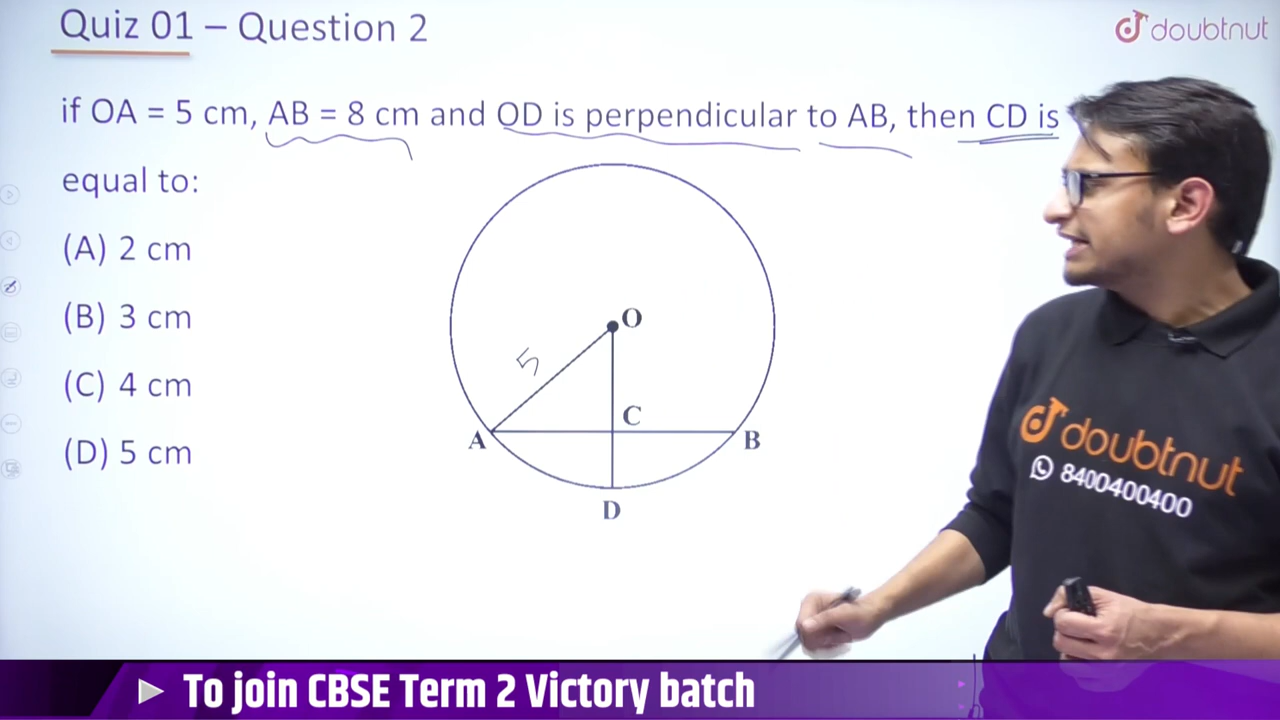 Quiz 01 – Question 2
doubtnut
if OA = 5 cm, AB = 8 cm and OD is perpendicular to AB, then CD is
equal to:
(A) 2 cm
(B) 3 cm
(C) 4 cm
(D) 5 cm
O
5
C
A
B
D
doubtnut
8400400400
To join CBSE Term 2 Victory batch